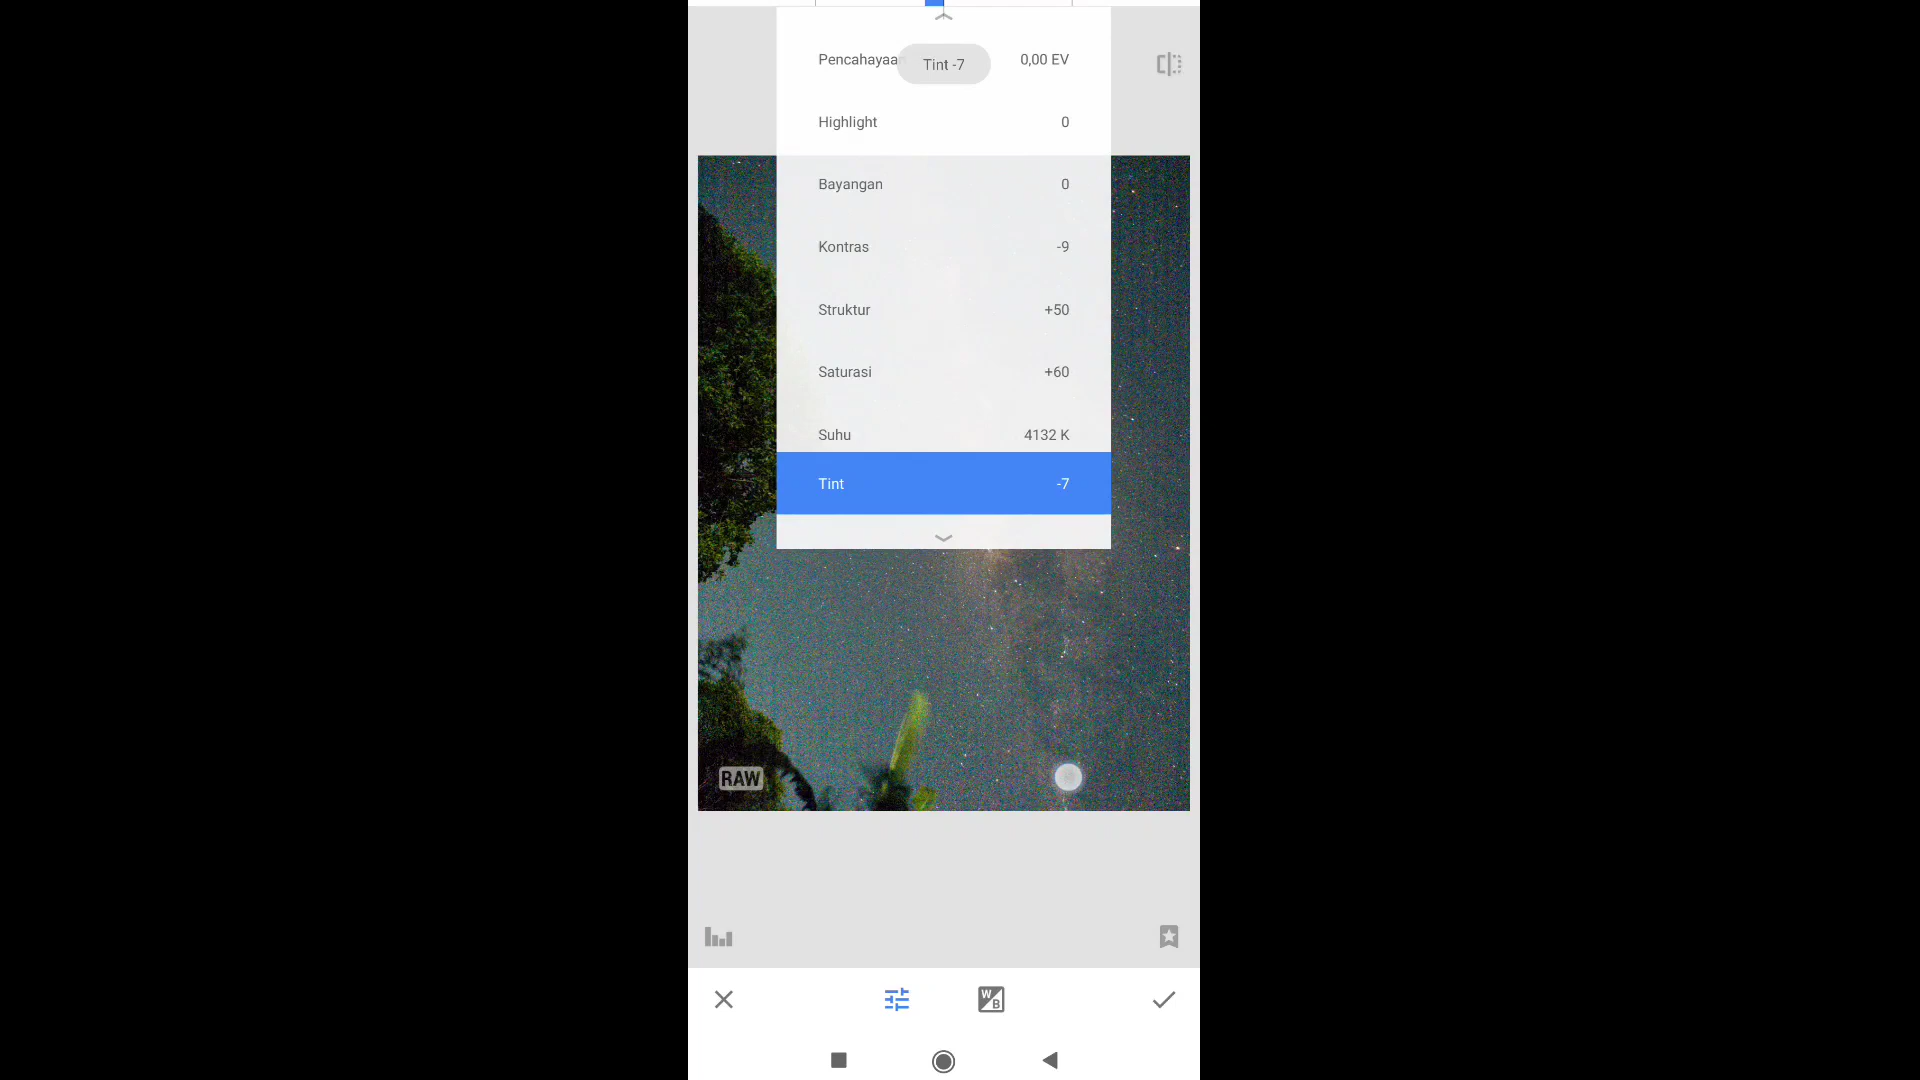 Pencahayaa
Tint -7
0,00 EV
Highlight 0
Bayangan 0
Kontras -9
Struktur +50
Saturasi +60
Suhu 4132 K
Tint -7
RAW
W
B